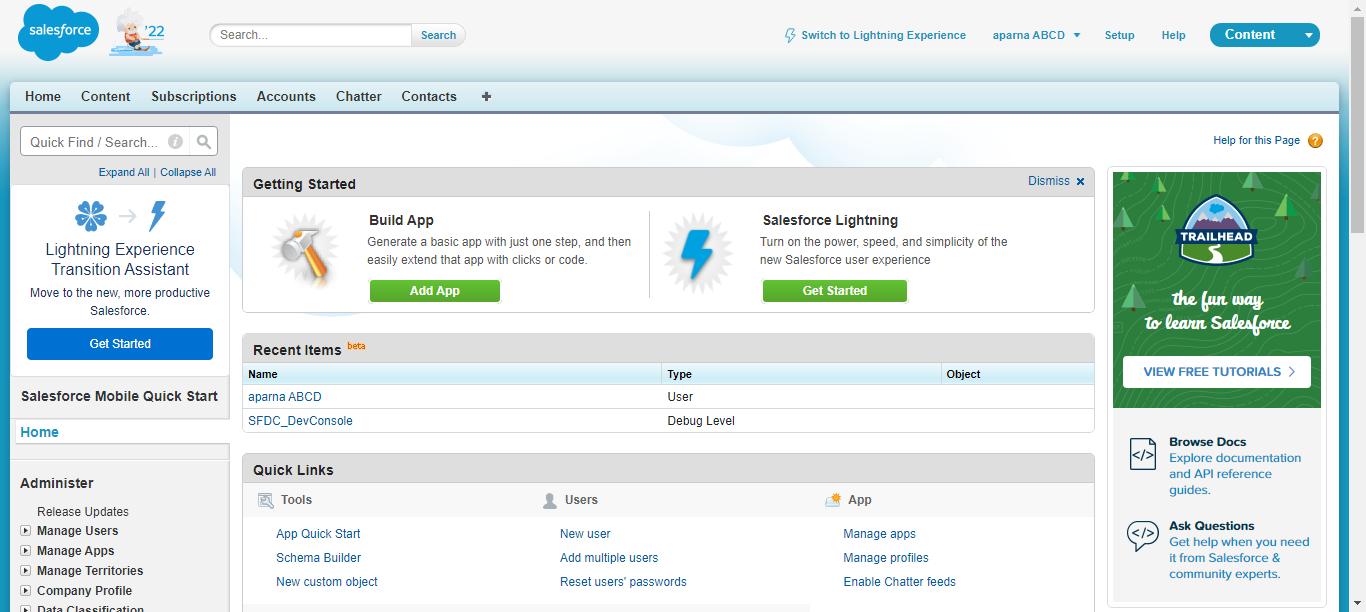 salesforce
'22
Search...
Search
Switch to Lightning Experience
aparna ABCD
Setup
Help
Content
Home
Content
Subscriptions
Accounts
Chatter
Contacts
+
Quick Find / Search...
i
Expand All | Collapse All
Lightning Experience
Transition Assistant
Move to the new, more productive
Salesforce.
Get Started
Salesforce Mobile Quick Start
Home
Administer
Release Updates
Manage Users
Manage Apps
Manage Territories
Company Profile
Data Classification
Help for this Page
?
Getting Started
Dismiss x
Build App
Generate a basic app with just one step, and then
easily extend that app with clicks or code.
Add App
Salesforce Lightning
Turn on the power, speed, and simplicity of the
new Salesforce user experience
Get Started
Recent Items beta
Name
Type
Object
aparna ABCD
User
SFDC_DevConsole
Debug Level
Quick Links
Tools
Users
App
App Quick Start
New user
Manage apps
Schema Builder
Add multiple users
Manage profiles
New custom object
Reset users' passwords
Enable Chatter feeds
TRAILHEAD
the fun way
to learn Salesforce
VIEW FREE TUTORIALS >
</>
Browse Docs
Explore documentation
and API reference
guides.
</>
Ask Questions
Get help when you need
it from Salesforce &
community experts.